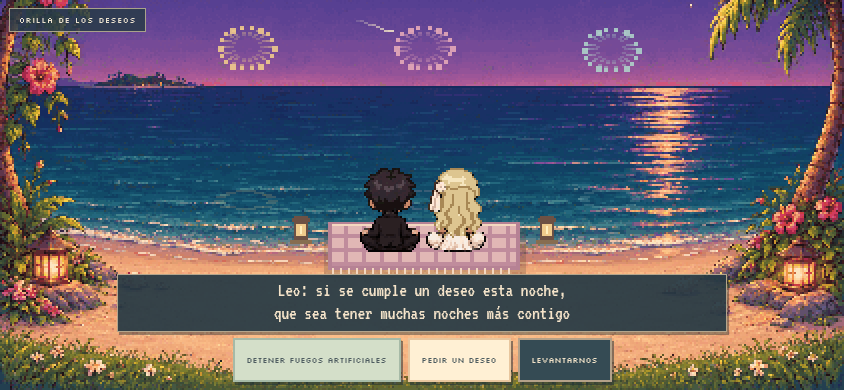 ORILLA DE LOS DESEOS
Leo: si se cumple un deseo esta noche,
que sea tener muchas noches más contigo
DETENER FUEGOS ARTIFICIALES
PEDIR UN DESEO
LEVANTARNOS